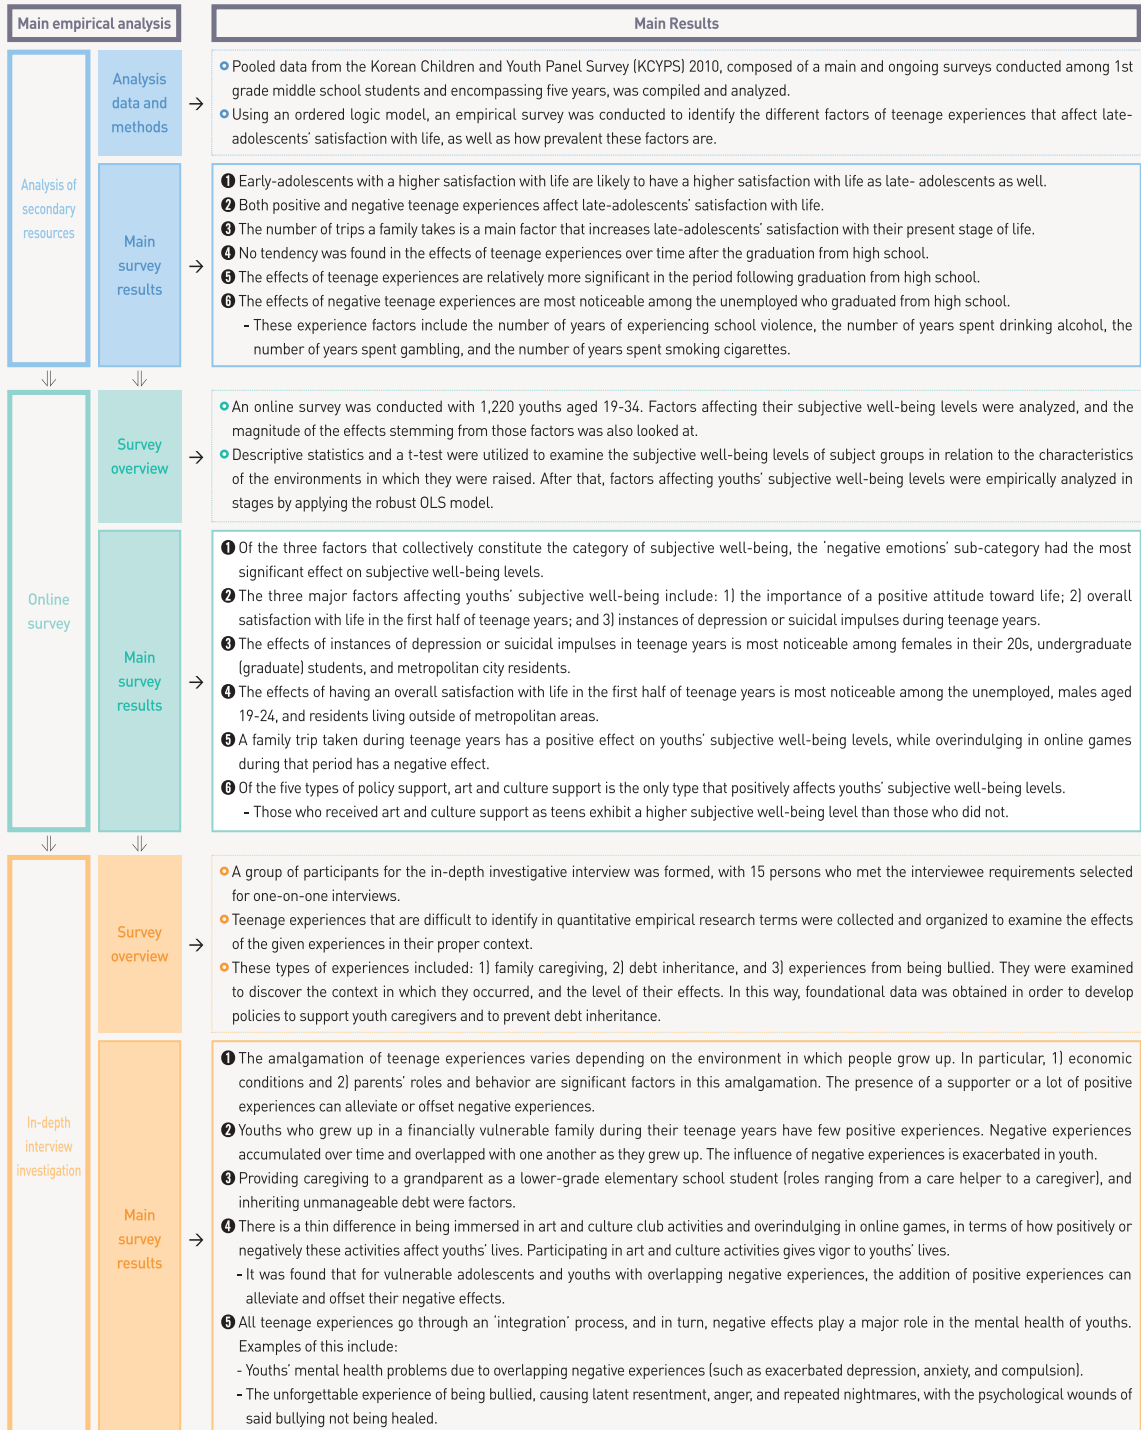 Main empirical analysis
Main Results
Analysis of
secondary
resources
Analysis
data and
methods
Pooled data from the Korean Children and Youth Panel Survey (KCYPS) 2010, composed of a main and ongoing surveys conducted among 1st
grade middle school students and encompassing five years, was compiled and analyzed.
Using an ordered logic model, an empirical survey was conducted to identify the different factors of teenage experiences that affect late-
adolescents' satisfaction with life, as well as how prevalent these factors are.
Main
survey
results
❶ Early-adolescents with a higher satisfaction with life are likely to have a higher satisfaction with life as late- adolescents as well.
❷ Both positive and negative teenage experiences affect late-adolescents' satisfaction with life.
❸ The number of trips a family takes is a main factor that increases late-adolescents' satisfaction with their present stage of life.
❹ No tendency was found in the effects of teenage experiences over time after the graduation from high school.
❺ The effects of teenage experiences are relatively more significant in the period following graduation from high school.
❻ The effects of negative teenage experiences are most noticeable among the unemployed who graduated from high school.
- These experience factors include the number of years of experiencing school violence, the number of years spent drinking alcohol, the
number of years spent gambling, and the number of years spent smoking cigarettes.
Online
survey
Survey
overview
An online survey was conducted with 1,220 youths aged 19-34. Factors affecting their subjective well-being levels were analyzed, and the
magnitude of the effects stemming from those factors was also looked at.
Descriptive statistics and a t-test were utilized to examine the subjective well-being levels of subject groups in relation to the characteristics
of the environments in which they were raised. After that, factors affecting youths' subjective well-being levels were empirically analyzed in
stages by applying the robust OLS model.
Main
survey
results
❶ Of the three factors that collectively constitute the category of subjective well-being, the 'negative emotions' sub-category had the most
significant effect on subjective well-being levels.
❷ The three major factors affecting youths' subjective well-being include: 1) the importance of a positive attitude toward life; 2) overall
satisfaction with life in the first half of teenage years; and 3) instances of depression or suicidal impulses during teenage years.
❸ The effects of instances of depression or suicidal impulses in teenage years is most noticeable among females in their 20s, undergraduate
(graduate) students, and metropolitan city residents.
❹ The effects of having an overall satisfaction with life in the first half of teenage years is most noticeable among the unemployed, males aged
19-24, and residents living outside of metropolitan areas.
❺ A family trip taken during teenage years has a positive effect on youths' subjective well-being levels, while overindulging in online games
during that period has a negative effect.
❻ Of the five types of policy support, art and culture support is the only type that positively affects youths' subjective well-being levels.
- Those who received art and culture support as teens exhibit a higher subjective well-being level than those who did not.
In-depth
interview
investigation
Survey
overview
A group of participants for the in-depth investigative interview was formed, with 15 persons who met the interviewee requirements selected
for one-on-one interviews.
Teenage experiences that are difficult to identify in quantitative empirical research terms were collected and organized to examine the effects
of the given experiences in their proper context.
These types of experiences included: 1) family caregiving, 2) debt inheritance, and 3) experiences from being bullied. They were examined
to discover the context in which they occurred, and the level of their effects. In this way, foundational data was obtained in order to develop
policies to support youth caregivers and to prevent debt inheritance.
Main
survey
results
❶ The amalgamation of teenage experiences varies depending on the environment in which people grow up. In particular, 1) economic
conditions and 2) parents' roles and behavior are significant factors in this amalgamation. The presence of a supporter or a lot of positive
experiences can alleviate or offset negative experiences.
❷ Youths who grew up in a financially vulnerable family during their teenage years have few positive experiences. Negative experiences
accumulated over time and overlapped with one another as they grew up. The influence of negative experiences is exacerbated in youth.
❸ Providing caregiving to a grandparent as a lower-grade elementary school student (roles ranging from a care helper to a caregiver), and
inheriting unmanageable debt were factors.
❹ There is a thin difference in being immersed in art and culture club activities and overindulging in online games, in terms of how positively or
negatively these activities affect youths' lives. Participating in art and culture activities gives vigor to youths' lives.
- It was found that for vulnerable adolescents and youths with overlapping negative experiences, the addition of positive experiences can
alleviate and offset their negative effects.
❺ All teenage experiences go through an 'integration' process, and in turn, negative effects play a major role in the mental health of youths.
Examples of this include:
- Youths' mental health problems due to overlapping negative experiences (such as exacerbated depression, anxiety, and compulsion).
- The unforgettable experience of being bullied, causing latent resentment, anger, and repeated nightmares, with the psychological wounds of
said bullying not being healed.